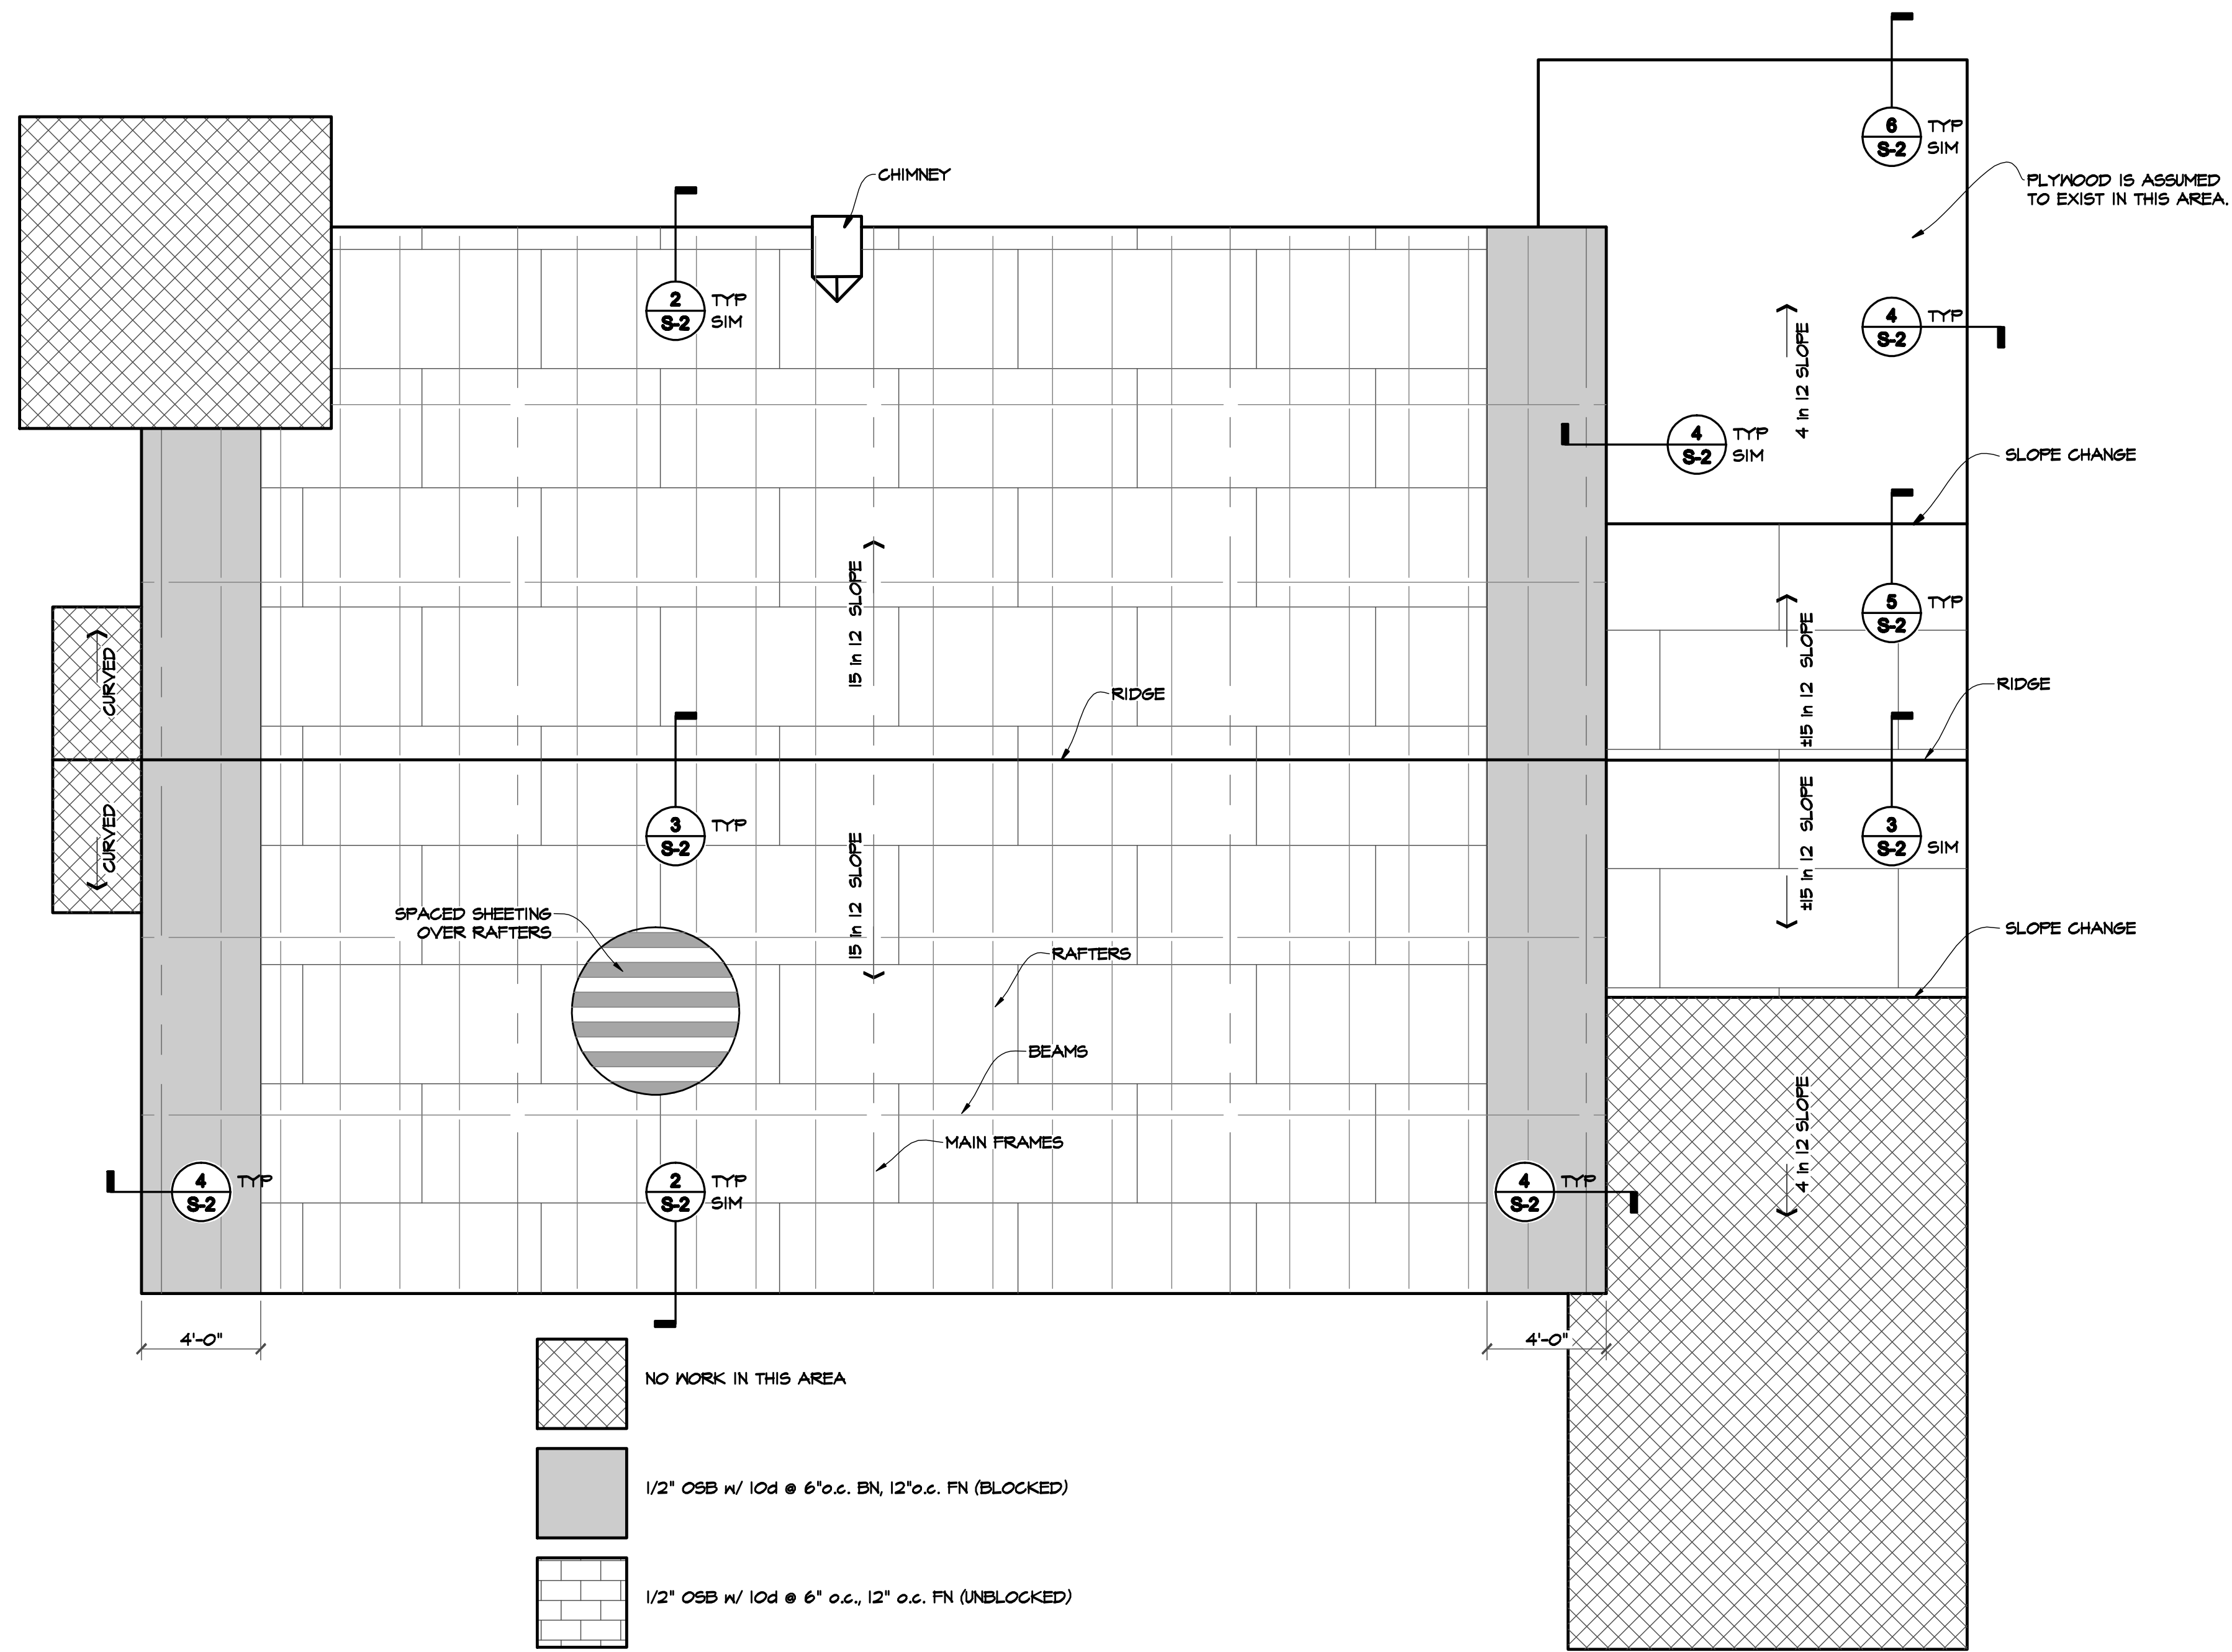 6
S-2
TYP
SIM
PLYWOOD IS ASSUMED
TO EXIST IN THIS AREA.
CHIMNEY
2
S-2
TYP
SIM
4
S-2
TYP
4 in 12 SLOPE
4
S-2
TYP
SIM
SLOPE CHANGE
15 in 12 SLOPE
5
S-2
TYP
±15 in 12 SLOPE
CURVED
RIDGE
RIDGE
CURVED
3
S-2
TYP
15 in 12 SLOPE
±15 in 12 SLOPE
3
S-2
SIM
SPACED SHEETING
OVER RAFTERS
SLOPE CHANGE
RAFTERS
BEAMS
MAIN FRAMES
4 in 12 SLOPE
4
S-2
TYP
2
S-2
TYP
SIM
4
S-2
TYP
4'-0"
4'-0"
NO WORK IN THIS AREA
1/2" OSB w/ 10d @ 6"o.c. BN, 12"o.c. FN (BLOCKED)
1/2" OSB w/ 10d @ 6" o.c., 12" o.c. FN (UNBLOCKED)